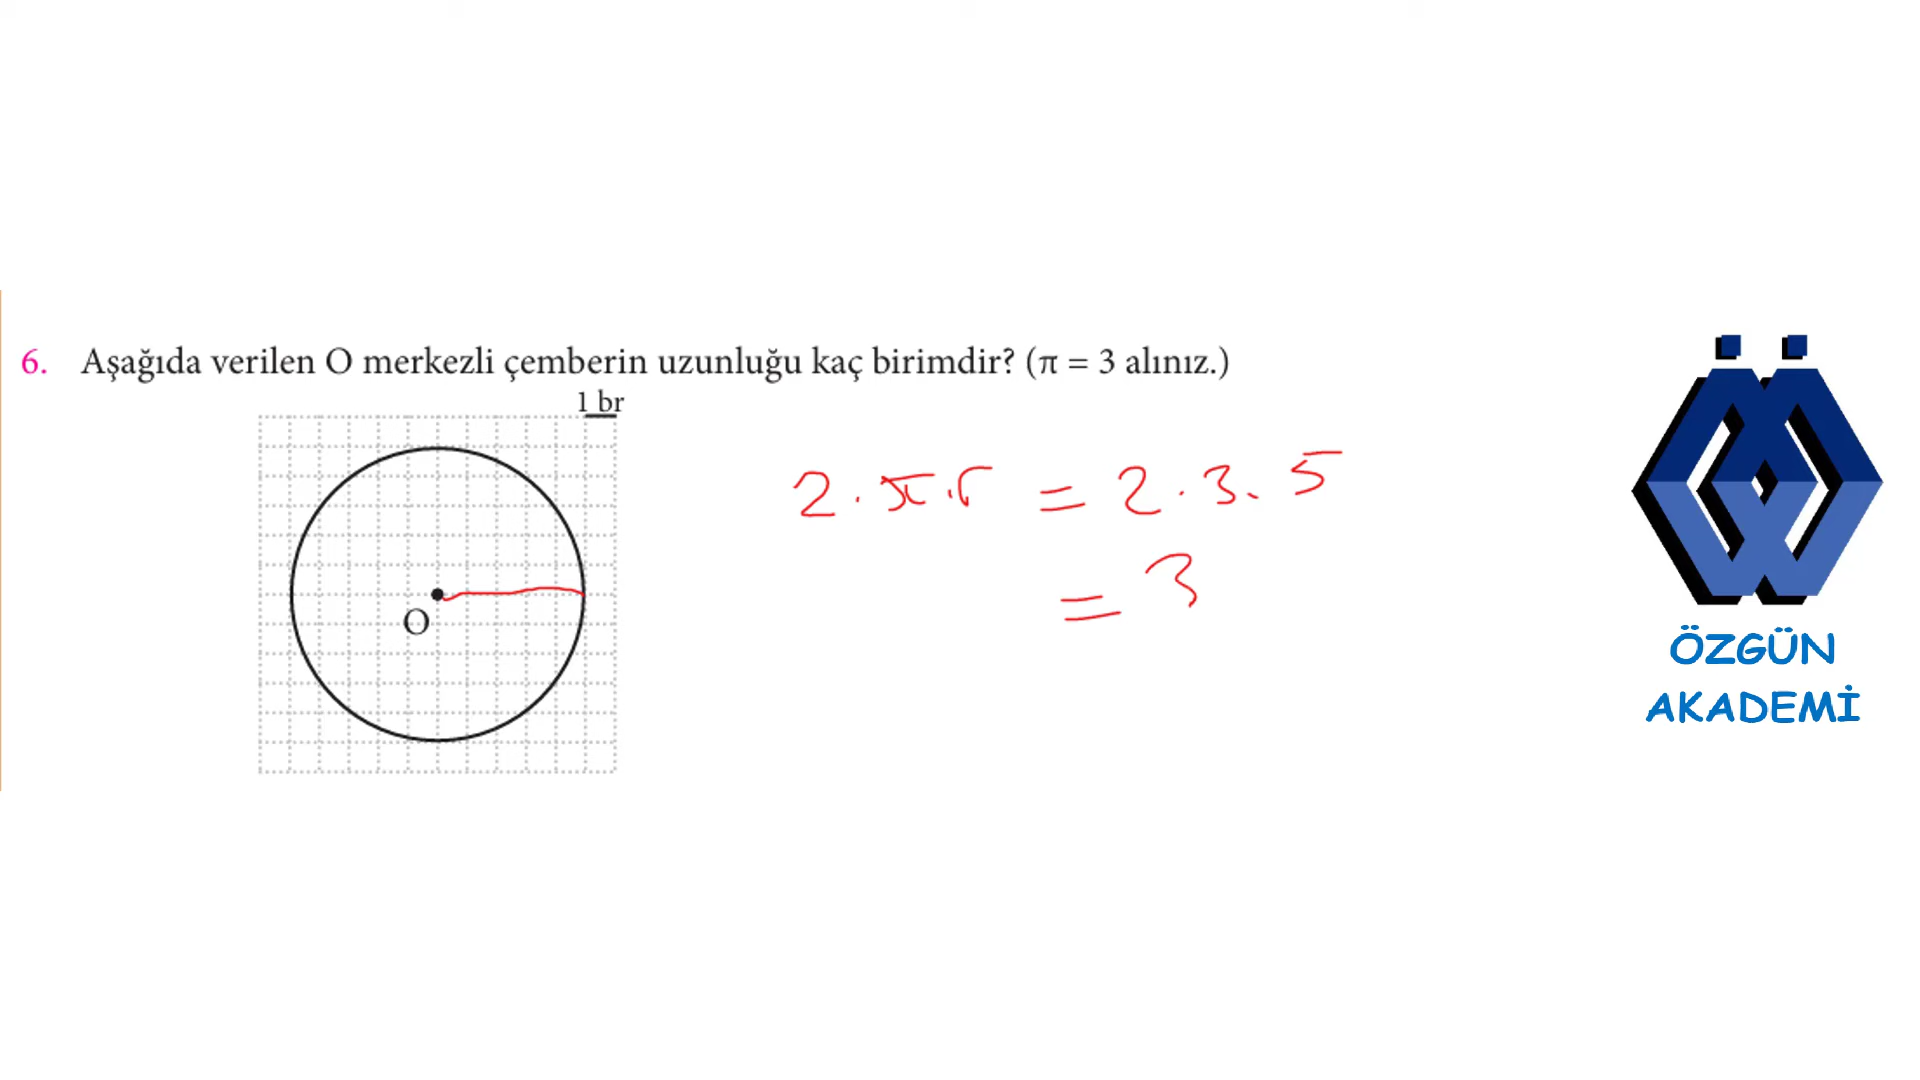 6. Aşağıda verilen O merkezli çemberin uzunluğu kaç birimdir? (π = 3 alınız.)
1 br
O
2 . π . r = 2 . 3 . 5
= 3
ÖZGÜN
AKADEMİ